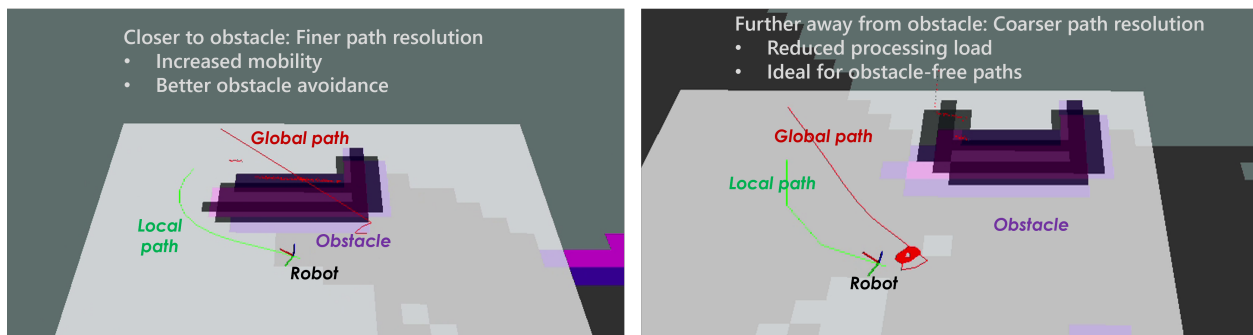 Closer to obstacle: Finer path resolution
• Increased mobility
• Better obstacle avoidance
Global path
Local
path
Obstacle
Robot
Further away from obstacle: Coarser path resolution
• Reduced processing load
• Ideal for obstacle-free paths
Global path
Local path
Obstacle
Robot